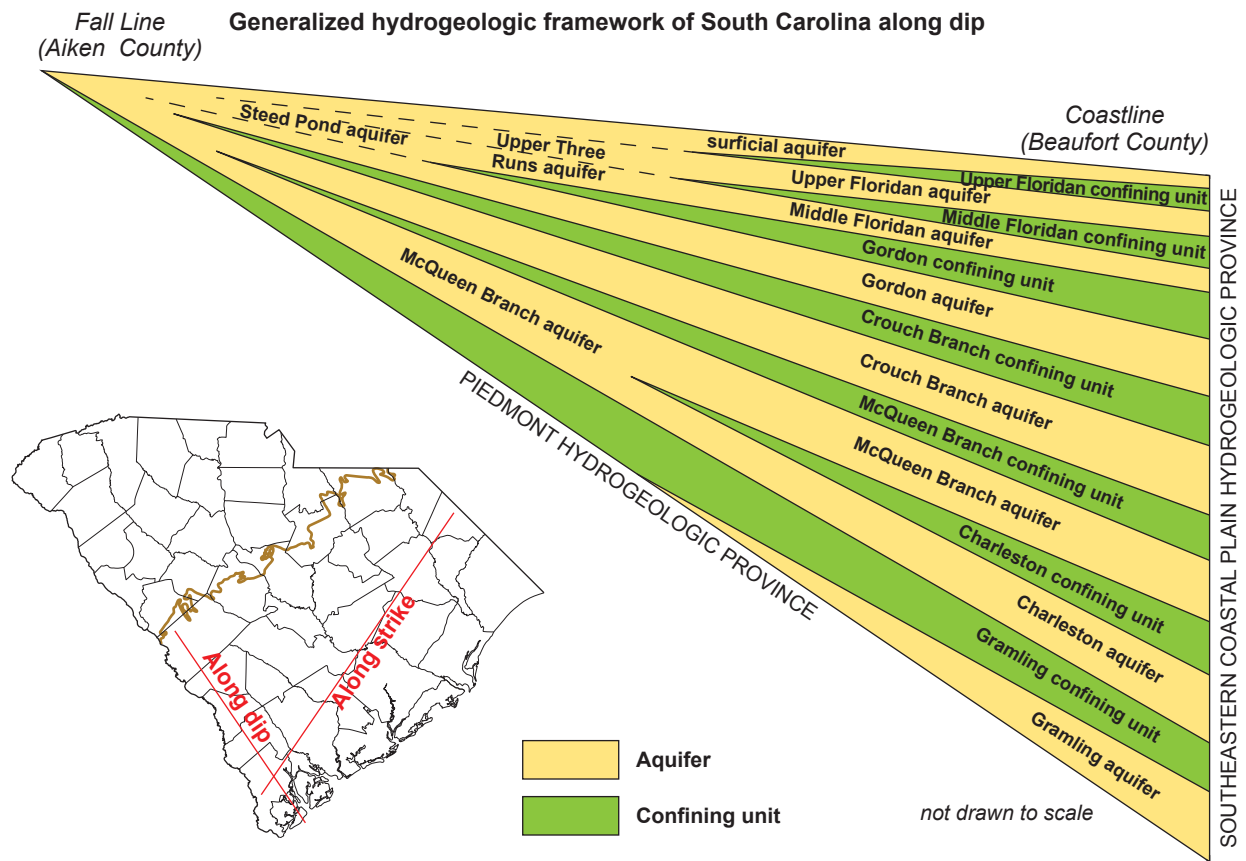 Generalized hydrogeologic framework of South Carolina along dip
Fall Line
(Aiken County)
Coastline
(Beaufort County)
Steed Pond aquifer
Upper Three
Runs aquifer
surficial aquifer
Upper Floridan confining unit
Upper Floridan aquifer
Middle Floridan confining unit
Middle Floridan aquifer
Gordon confining unit
Gordon aquifer
Crouch Branch confining unit
Crouch Branch aquifer
McQueen Branch confining unit
McQueen Branch aquifer
McQueen Branch aquifer
Charleston confining unit
Charleston aquifer
Gramling confining unit
Gramling aquifer
PIEDMONT HYDROGEOLOGIC PROVINCE
SOUTHEASTERN COASTAL PLAIN HYDROGEOLOGIC PROVINCE
Along dip
Along strike
Aquifer
Confining unit
not drawn to scale